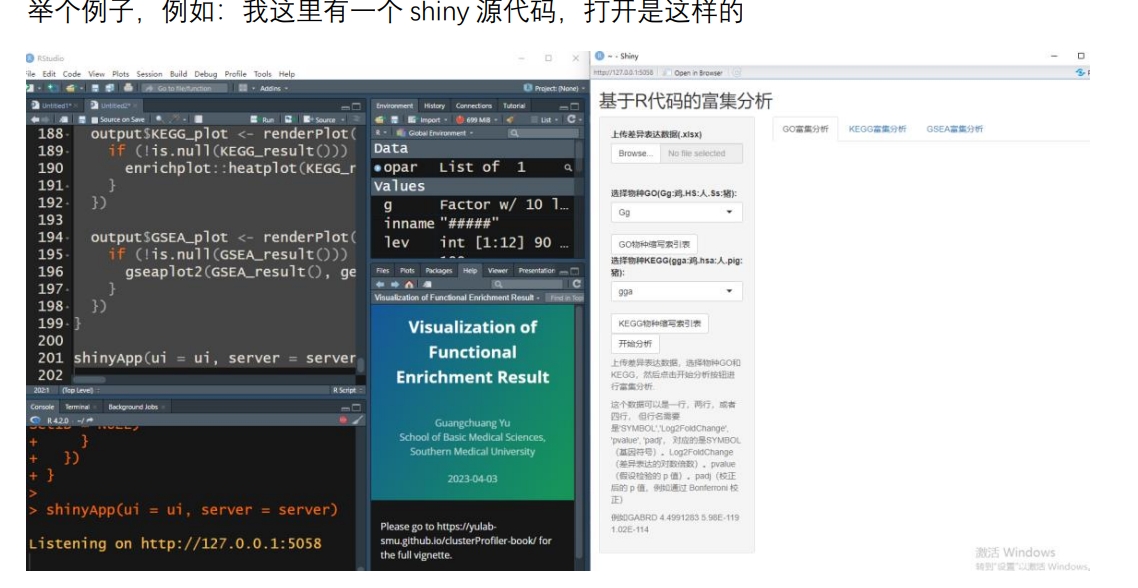 举个例子，例如：我这里有一个 shiny 源代码，打开是这样的
RStudio
File Edit Code View Plots Session Build Debug Profile Tools Help
Go to file/function
Addins
Project: (None)
Untitled1*
Untitled2*
Source on Save
Run
Source
188 output$KEGG_plot <- renderPlot(
189 if (!is.null(KEGG_result()))
190 enrichplot::heatplot(KEGG_r
191 }
192 })
193
194 output$GSEA_plot <- renderPlot(
195 if (!is.null(GSEA_result()))
196 gseaplot2(GSEA_result(), ge
197 }
198 })
199 }
200
201 shinyApp(ui = ui, server = server
202
202:1 (Top Level)
R Script
Console Terminal Background Jobs
R 4.2.0 · ~/
+ }
+ })
+ }
>
> shinyApp(ui = ui, server = server)
Listening on http://127.0.0.1:5058
Environment History Connections Tutorial
Import
699 MiB
List
R
Global Environment
Data
opar List of 1
Values
g Factor w/ 10 l…
inname "#####"
lev int [1:12] 90 …
Files Plots Packages Help Viewer Presentation
Visualization of Functional Enrichment Result
Find in Topic
Visualization of
Functional
Enrichment Result
Guangchuang Yu
School of Basic Medical Sciences,
Southern Medical University
2023-04-03
Please go to https://yulab-
smu.github.io/clusterProfiler-book/ for
the full vignette.
~ - Shiny
http://127.0.0.1:5058
Open in Browser
基于R代码的富集分析
上传差异表达数据(.xlsx)
Browse...
No file selected
选择物种GO(Gg:鸡.HS:人.Ss:猪):
Gg
GO物种缩写索引表
选择物种KEGG(gga:鸡.hsa:人.pig:
猪):
gga
KEGG物种缩写索引表
开始分析
上传差异表达数据，选择物种GO和
KEGG，然后点击开始分析按钮进
行富集分析.
这个数据可以是一行，两行，或者
四行， 但行名需要
是'SYMBOL','Log2FoldChange',
'pvalue', 'padj'， 对应的是SYMBOL
（基因符号）。Log2FoldChange
（差异表达的对数倍数）。pvalue
（假设检验的 p 值）。padj（校正
后的 p 值，例如通过 Bonferroni 校
正）
例如GABRD 4.4991283 5.98E-119
1.02E-114
GO富集分析
KEGG富集分析
GSEA富集分析
激活 Windows
转到"设置"以激活 Windows。